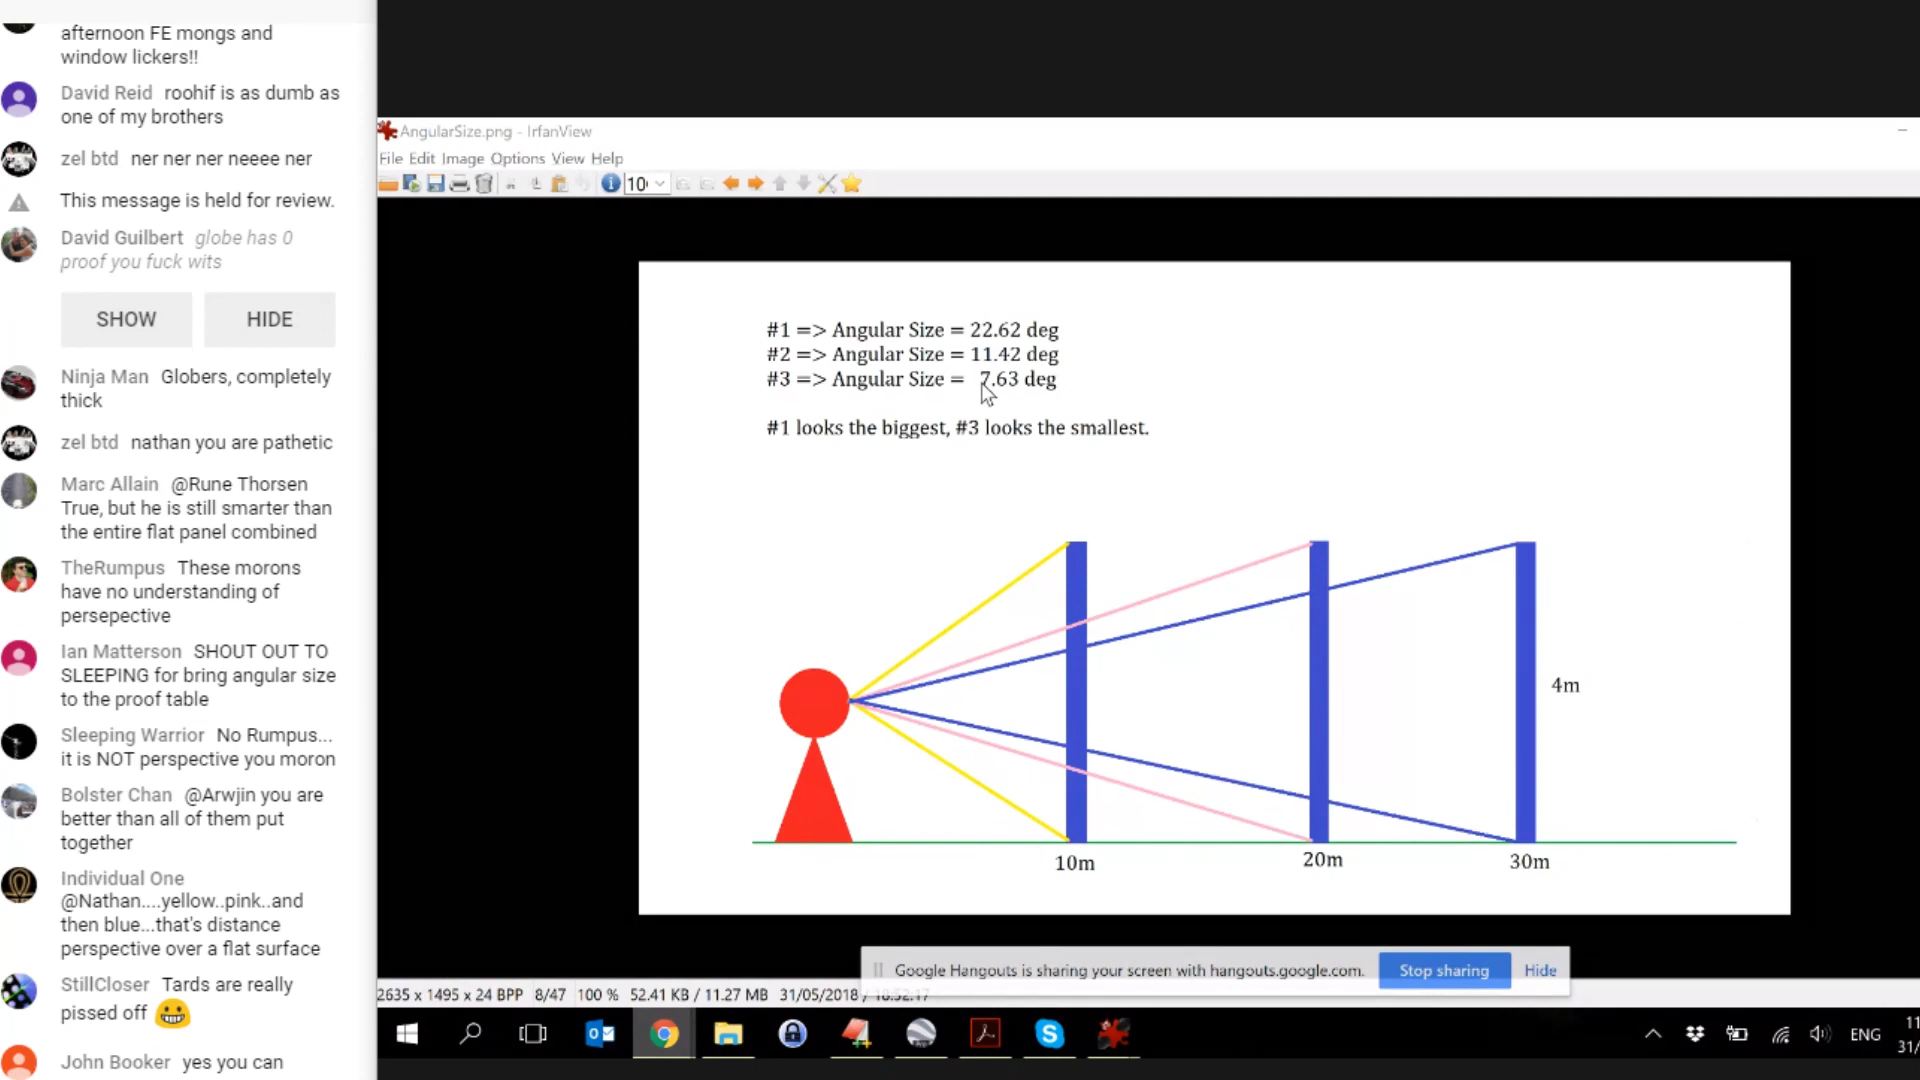 afternoon FE mongs and
window lickers!!
David Reid roohif is as dumb as
one of my brothers
zel btd ner ner ner neeee ner
This message is held for review.
David Guilbert globe has 0
proof you fuck wits
SHOW HIDE
Ninja Man Globers, completely
thick
zel btd nathan you are pathetic
Marc Allain @Rune Thorsen
True, but he is still smarter than
the entire flat panel combined
TheRumpus These morons
have no understanding of
persepective
Ian Matterson SHOUT OUT TO
SLEEPING for bring angular size
to the proof table
Sleeping Warrior No Rumpus...
it is NOT perspective you moron
Bolster Chan @Arwjin you are
better than all of them put
together
Individual One
@Nathan....yellow..pink..and
then blue...that's distance
perspective over a flat surface
StillCloser Tards are really
pissed off
John Booker yes you can
AngularSize.png - IrfanView
File Edit Image Options View Help
10
#1 => Angular Size = 22.62 deg
#2 => Angular Size = 11.42 deg
#3 => Angular Size = 7.63 deg
#1 looks the biggest, #3 looks the smallest.
4m
10m 20m 30m
Google Hangouts is sharing your screen with hangouts.google.com. Stop sharing Hide
2635 x 1495 x 24 BPP 8/47 100 % 52.41 KB / 11.27 MB 31/05/2018 / 18:52:17
ENG
11
31/